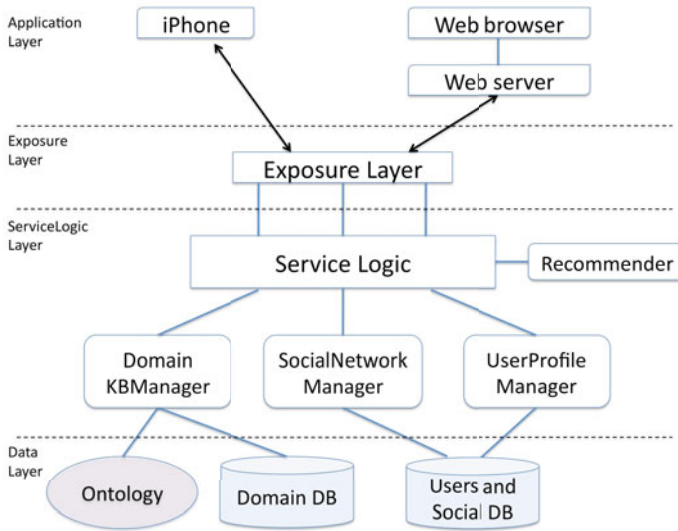 Application
Layer
iPhone
Web browser
Web server
Exposure
Layer
Exposure Layer
ServiceLogic
Layer
Service Logic
Recommender
Domain
KBManager
SocialNetwork
Manager
UserProfile
Manager
Data
Layer
Ontology
Domain DB
Users and
Social DB